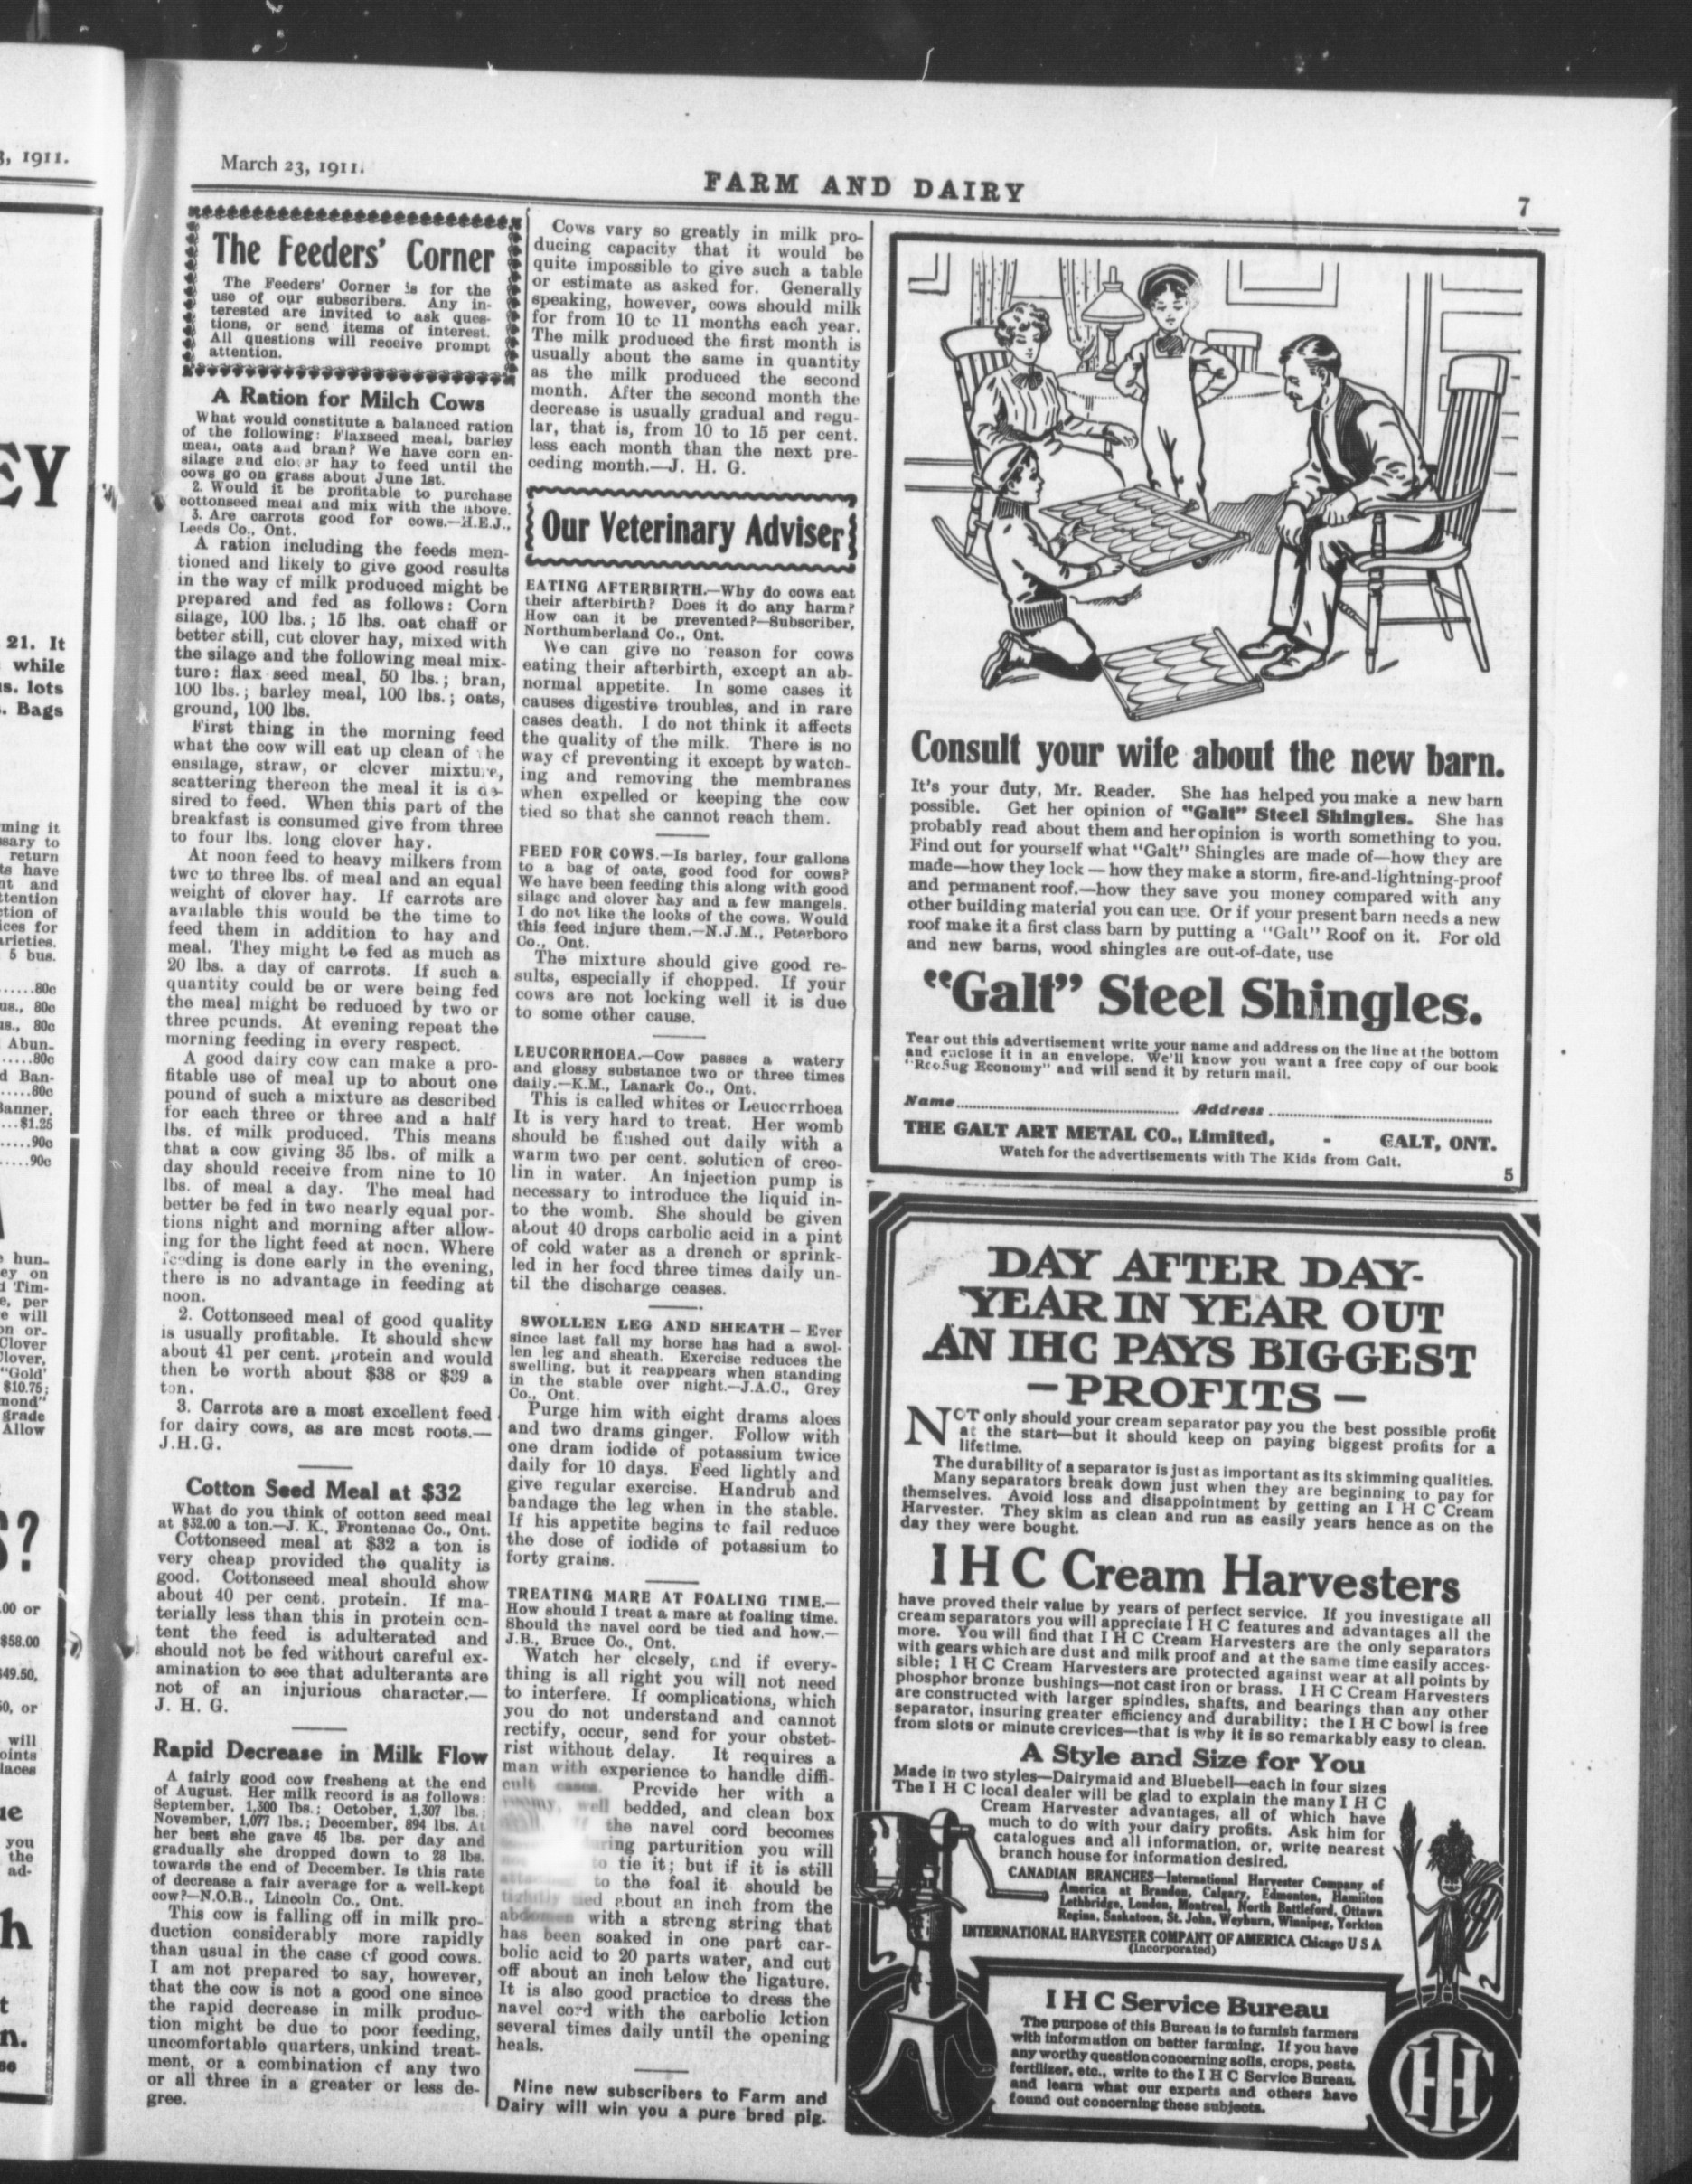 3, 1911.
EY
21. It
while
us. lots
. Bags
ming it
ssary to
return
ts have
nt and
ttention
ction of
ices for
arieties.
5 bus.
......80c
us., 80c
us., 80c
Abun-
.....80c
d Ban-
.....80c
Banner,
...$1.25
.....90c
.....90c
e hun-
ey on
d Tim-
e, per
e will
on or-
Clover
Clover,
"Gold'
$10.75;
mond"
grade
Allow
S?
.00 or
$58.00
$49.50,
50, or
will
oints
laces
ue
you
the
ad-
h
t
n.
se
March 23, 1911.
FARM AND DAIRY
7
The Feeders' Corner
The Feeders' Corner is for the
use of our subscribers. Any in-
terested are invited to ask ques-
tions, or send items of interest.
All questions will receive prompt
attention.
A Ration for Milch Cows
What would constitute a balanced ration
of the following: Flaxseed meal, barley
meal, oats and bran? We have corn en-
silage and clover hay to feed until the
cows go on grass about June 1st.
2. Would it be profitable to purchase
cottonseed meal and mix with the above.
3. Are carrots good for cows.—H.E.J.,
Leeds Co., Ont.
A ration including the feeds men-
tioned and likely to give good results
in the way of milk produced might be
prepared and fed as follows: Corn
silage, 100 lbs.; 15 lbs. oat chaff or
better still, cut clover hay, mixed with
the silage and the following meal mix-
ture: flax seed meal, 50 lbs.; bran,
100 lbs.; barley meal, 100 lbs.; oats,
ground, 100 lbs.
First thing in the morning feed
what the cow will eat up clean of the
ensilage, straw, or clover mixture,
scattering thereon the meal it is de-
sired to feed. When this part of the
breakfast is consumed give from three
to four lbs. long clover hay.
At noon feed to heavy milkers from
two to three lbs. of meal and an equal
weight of clover hay. If carrots are
available this would be the time to
feed them in addition to hay and
meal. They might be fed as much as
20 lbs. a day of carrots. If such a
quantity could be or were being fed
the meal might be reduced by two or
three pounds. At evening repeat the
morning feeding in every respect.
A good dairy cow can make a pro-
fitable use of meal up to about one
pound of such a mixture as described
for each three or three and a half
lbs. of milk produced. This means
that a cow giving 35 lbs. of milk a
day should receive from nine to 10
lbs. of meal a day. The meal had
better be fed in two nearly equal por-
tions night and morning after allow-
ing for the light feed at noon. Where
feeding is done early in the evening,
there is no advantage in feeding at
noon.
2. Cottonseed meal of good quality
is usually profitable. It should show
about 41 per cent. protein and would
then be worth about $38 or $39 a
ton.
3. Carrots are a most excellent feed
for dairy cows, as are most roots.—
J.H.G.
Cotton Seed Meal at $32
What do you think of cotton seed meal
at $32.00 a ton.—J. K., Frontenac Co., Ont.
Cottonseed meal at $32 a ton is
very cheap provided the quality is
good. Cottonseed meal should show
about 40 per cent. protein. If ma-
terially less than this in protein con-
tent the feed is adulterated and
should not be fed without careful ex-
amination to see that adulterants are
not of an injurious character.—
J. H. G.
Rapid Decrease in Milk Flow
A fairly good cow freshens at the end
of August. Her milk record is as follows:
September, 1,300 lbs.; October, 1,307 lbs.;
November, 1,077 lbs.; December, 894 lbs. At
her best she gave 45 lbs. per day and
gradually she dropped down to 28 lbs.
towards the end of December. Is this rate
of decrease a fair average for a well-kept
cow?—N.O.R., Lincoln Co., Ont.
This cow is falling off in milk pro-
duction considerably more rapidly
than usual in the case of good cows.
I am not prepared to say, however,
that the cow is not a good one since
the rapid decrease in milk produc-
tion might be due to poor feeding,
uncomfortable quarters, unkind treat-
ment, or a combination of any two
or all three in a greater or less de-
gree.
Cows vary so greatly in milk pro-
ducing capacity that it would be
quite impossible to give such a table
or estimate as asked for. Generally
speaking, however, cows should milk
for from 10 to 11 months each year.
The milk produced the first month is
usually about the same in quantity
as the milk produced the second
month. After the second month the
decrease is usually gradual and regu-
lar, that is, from 10 to 15 per cent.
less each month than the next pre-
ceding month.—J. H. G.
Our Veterinary Adviser
EATING AFTERBIRTH.—Why do cows eat
their afterbirth? Does it do any harm?
How can it be prevented?—Subscriber,
Northumberland Co., Ont.
We can give no reason for cows
eating their afterbirth, except an ab-
normal appetite. In some cases it
causes digestive troubles, and in rare
cases death. I do not think it affects
the quality of the milk. There is no
way of preventing it except by watch-
ing and removing the membranes
when expelled or keeping the cow
tied so that she cannot reach them.
FEED FOR COWS.—Is barley, four gallons
to a bag of oats, good food for cows?
We have been feeding this along with good
silage and clover hay and a few mangels.
I do not like the looks of the cows. Would
this feed injure them.—N.J.M., Peterboro
Co., Ont.
The mixture should give good re-
sults, especially if chopped. If your
cows are not looking well it is due
to some other cause.
LEUCORRHOEA.—Cow passes a watery
and glossy substance two or three times
daily.—K.M., Lanark Co., Ont.
This is called whites or Leucorrhoea
It is very hard to treat. Her womb
should be flushed out daily with a
warm two per cent. solution of creo-
lin in water. An injection pump is
necessary to introduce the liquid in-
to the womb. She should be given
about 40 drops carbolic acid in a pint
of cold water as a drench or sprink-
led in her food three times daily un-
til the discharge ceases.
SWOLLEN LEG AND SHEATH — Ever
since last fall my horse has had a swol-
len leg and sheath. Exercise reduces the
swelling, but it reappears when standing
in the stable over night.—J.A.C., Grey
Co., Ont.
Purge him with eight drams aloes
and two drams ginger. Follow with
one dram iodide of potassium twice
daily for 10 days. Feed lightly and
give regular exercise. Handrub and
bandage the leg when in the stable.
If his appetite begins to fail reduce
the dose of iodide of potassium to
forty grains.
TREATING MARE AT FOALING TIME.—
How should I treat a mare at foaling time.
Should the navel cord be tied and how.—
J.B., Bruce Co., Ont.
Watch her closely, and if every-
thing is all right you will not need
to interfere. If complications, which
you do not understand and cannot
rectify, occur, send for your obstet-
rist without delay. It requires a
man with experience to handle diffi-
cult cases. Provide her with a
roomy, well bedded, and clean box
the navel cord becomes
during parturition you will
to tie it; but if it is still
attached to the foal it should be
tightly tied about an inch from the
abdomen with a strong string that
has been soaked in one part car-
bolic acid to 20 parts water, and cut
off about an inch below the ligature.
It is also good practice to dress the
navel cord with the carbolic lotion
several times daily until the opening
heals.
Nine new subscribers to Farm and
Dairy will win you a pure bred pig.
Consult your wife about the new barn.
It's your duty, Mr. Reader. She has helped you make a new barn
possible. Get her opinion of "Galt" Steel Shingles. She has
probably read about them and her opinion is worth something to you.
Find out for yourself what "Galt" Shingles are made of—how they are
made—how they lock — how they make a storm, fire-and-lightning-proof
and permanent roof.—how they save you money compared with any
other building material you can use. Or if your present barn needs a new
roof make it a first class barn by putting a "Galt" Roof on it. For old
and new barns, wood shingles are out-of-date, use
"Galt" Steel Shingles.
Tear out this advertisement write your name and address on the line at the bottom
and enclose it in an envelope. We'll know you want a free copy of our book
"Roofing Economy" and will send it by return mail.
Name.......................................... Address..........................................
THE GALT ART METAL CO., Limited, - GALT, ONT.
Watch for the advertisements with The Kids from Galt.
5
DAY AFTER DAY-
YEAR IN YEAR OUT
AN IHC PAYS BIGGEST
—PROFITS—
NOT only should your cream separator pay you the best possible profit
at the start—but it should keep on paying biggest profits for a
lifetime.
The durability of a separator is just as important as its skimming qualities.
Many separators break down just when they are beginning to pay for
themselves. Avoid loss and disappointment by getting an I H C Cream
Harvester. They skim as clean and run as easily years hence as on the
day they were bought.
I H C Cream Harvesters
have proved their value by years of perfect service. If you investigate all
cream separators you will appreciate I H C features and advantages all the
more. You will find that I H C Cream Harvesters are the only separators
with gears which are dust and milk proof and at the same time easily acces-
sible; I H C Cream Harvesters are protected against wear at all points by
phosphor bronze bushings—not cast iron or brass. I H C Cream Harvesters
are constructed with larger spindles, shafts, and bearings than any other
separator, insuring greater efficiency and durability; the I H C bowl is free
from slots or minute crevices—that is why it is so remarkably easy to clean.
A Style and Size for You
Made in two styles—Dairymaid and Bluebell—each in four sizes
The I H C local dealer will be glad to explain the many I H C
Cream Harvester advantages, all of which have
much to do with your dairy profits. Ask him for
catalogues and all information, or, write nearest
branch house for information desired.
CANADIAN BRANCHES—International Harvester Company of
America at Brandon, Calgary, Edmonton, Hamilton
Lethbridge, London, Montreal, North Battleford, Ottawa
Regina, Saskatoon, St. John, Weyburn, Winnipeg, Yorkton
INTERNATIONAL HARVESTER COMPANY OF AMERICA Chicago U S A
(Incorporated)
I H C Service Bureau
The purpose of this Bureau is to furnish farmers
with information on better farming. If you have
any worthy question concerning soils, crops, pests,
fertilizer, etc., write to the I H C Service Bureau,
and learn what our experts and others have
found out concerning these subjects.
IHC